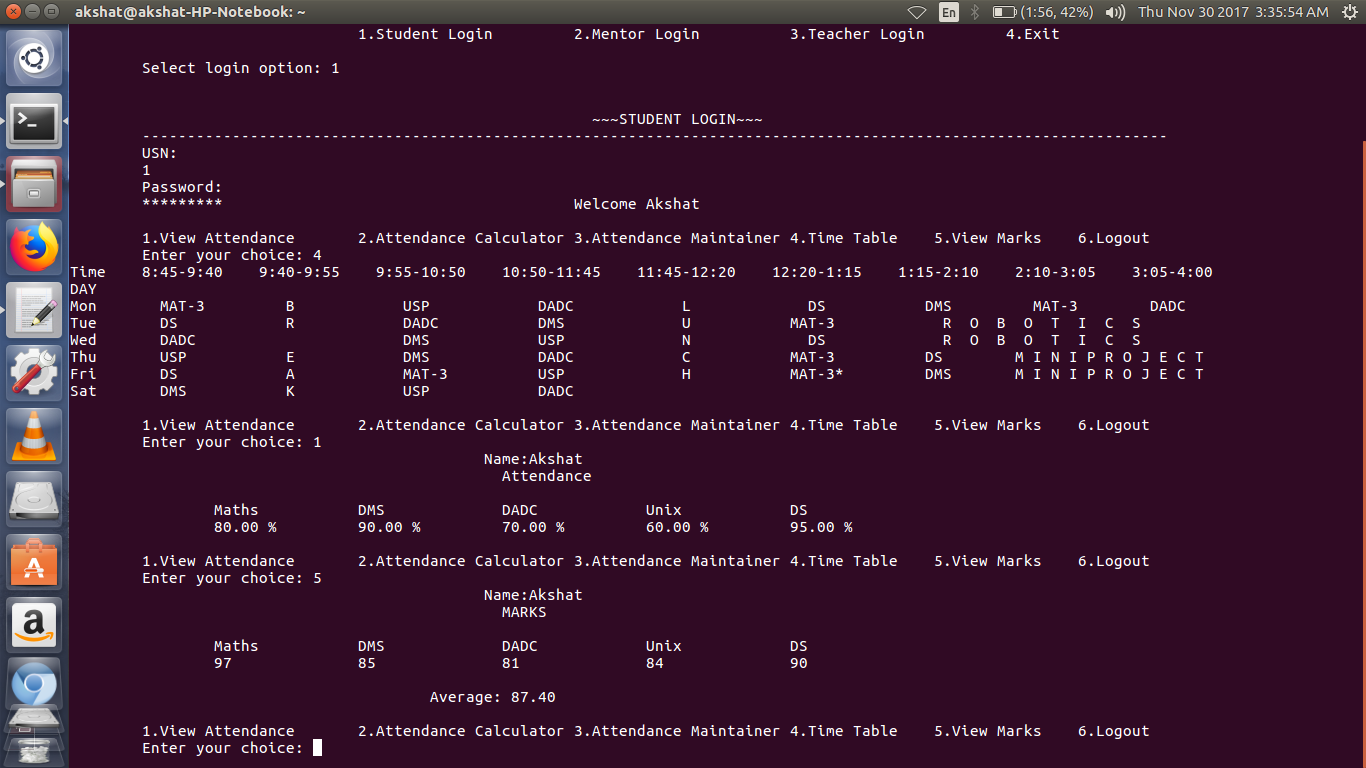 akshat@akshat-HP-Notebook: ~ En (1:56, 42%) Thu Nov 30 2017 3:35:54 AM
1.Student Login 2.Mentor Login 3.Teacher Login 4.Exit
Select login option: 1
~~~STUDENT LOGIN~~~
------------------------------------------------------------------------------------------------------------------
USN:
1
Password:
*********
Welcome Akshat
1.View Attendance 2.Attendance Calculator 3.Attendance Maintainer 4.Time Table 5.View Marks 6.Logout
Enter your choice: 4
Time 8:45-9:40 9:40-9:55 9:55-10:50 10:50-11:45 11:45-12:20 12:20-1:15 1:15-2:10 2:10-3:05 3:05-4:00
DAY
Mon MAT-3 B USP DADC L DS DMS MAT-3 DADC
Tue DS R DADC DMS U MAT-3 R O B O T I C S
Wed DADC DMS USP N DS R O B O T I C S
Thu USP E DMS DADC C MAT-3 DS M I N I P R O J E C T
Fri DS A MAT-3 USP H MAT-3* DMS M I N I P R O J E C T
Sat DMS K USP DADC
1.View Attendance 2.Attendance Calculator 3.Attendance Maintainer 4.Time Table 5.View Marks 6.Logout
Enter your choice: 1
Name:Akshat
Attendance
Maths DMS DADC Unix DS
80.00 % 90.00 % 70.00 % 60.00 % 95.00 %
1.View Attendance 2.Attendance Calculator 3.Attendance Maintainer 4.Time Table 5.View Marks 6.Logout
Enter your choice: 5
Name:Akshat
MARKS
Maths DMS DADC Unix DS
97 85 81 84 90
Average: 87.40
1.View Attendance 2.Attendance Calculator 3.Attendance Maintainer 4.Time Table 5.View Marks 6.Logout
Enter your choice: